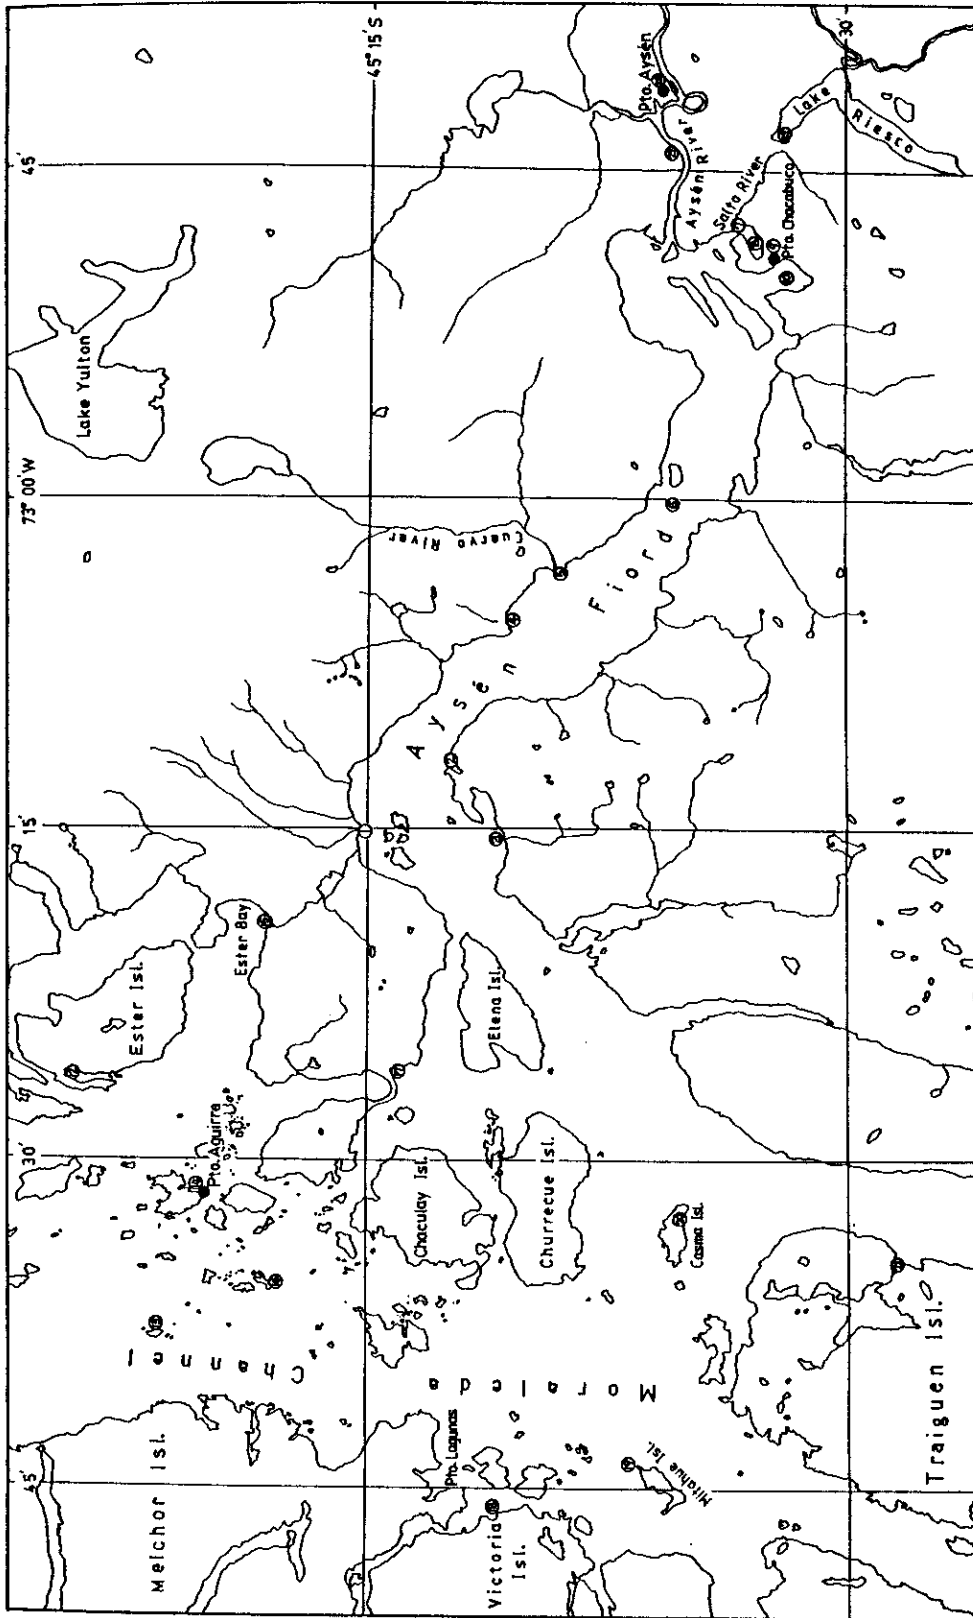 45° 15' S
30'
45'
73° 00' W
15'
30'
45'
Lake Yulton
Pto. Aysén
Aysén River
Lake Riesco
Salto River
Pto. Chacabuco
Cuervo River
Aysén Fiord
Ester Bay
Ester Isl.
Elena Isl.
Pto. Aguirre
Chaculay Isl.
Churrecue Isl.
Casma Isl.
Moraleda Channel
Melchor Isl.
Pto. Lagunas
Victoria Isl.
Mitahue Isl.
Traiguen Isl.